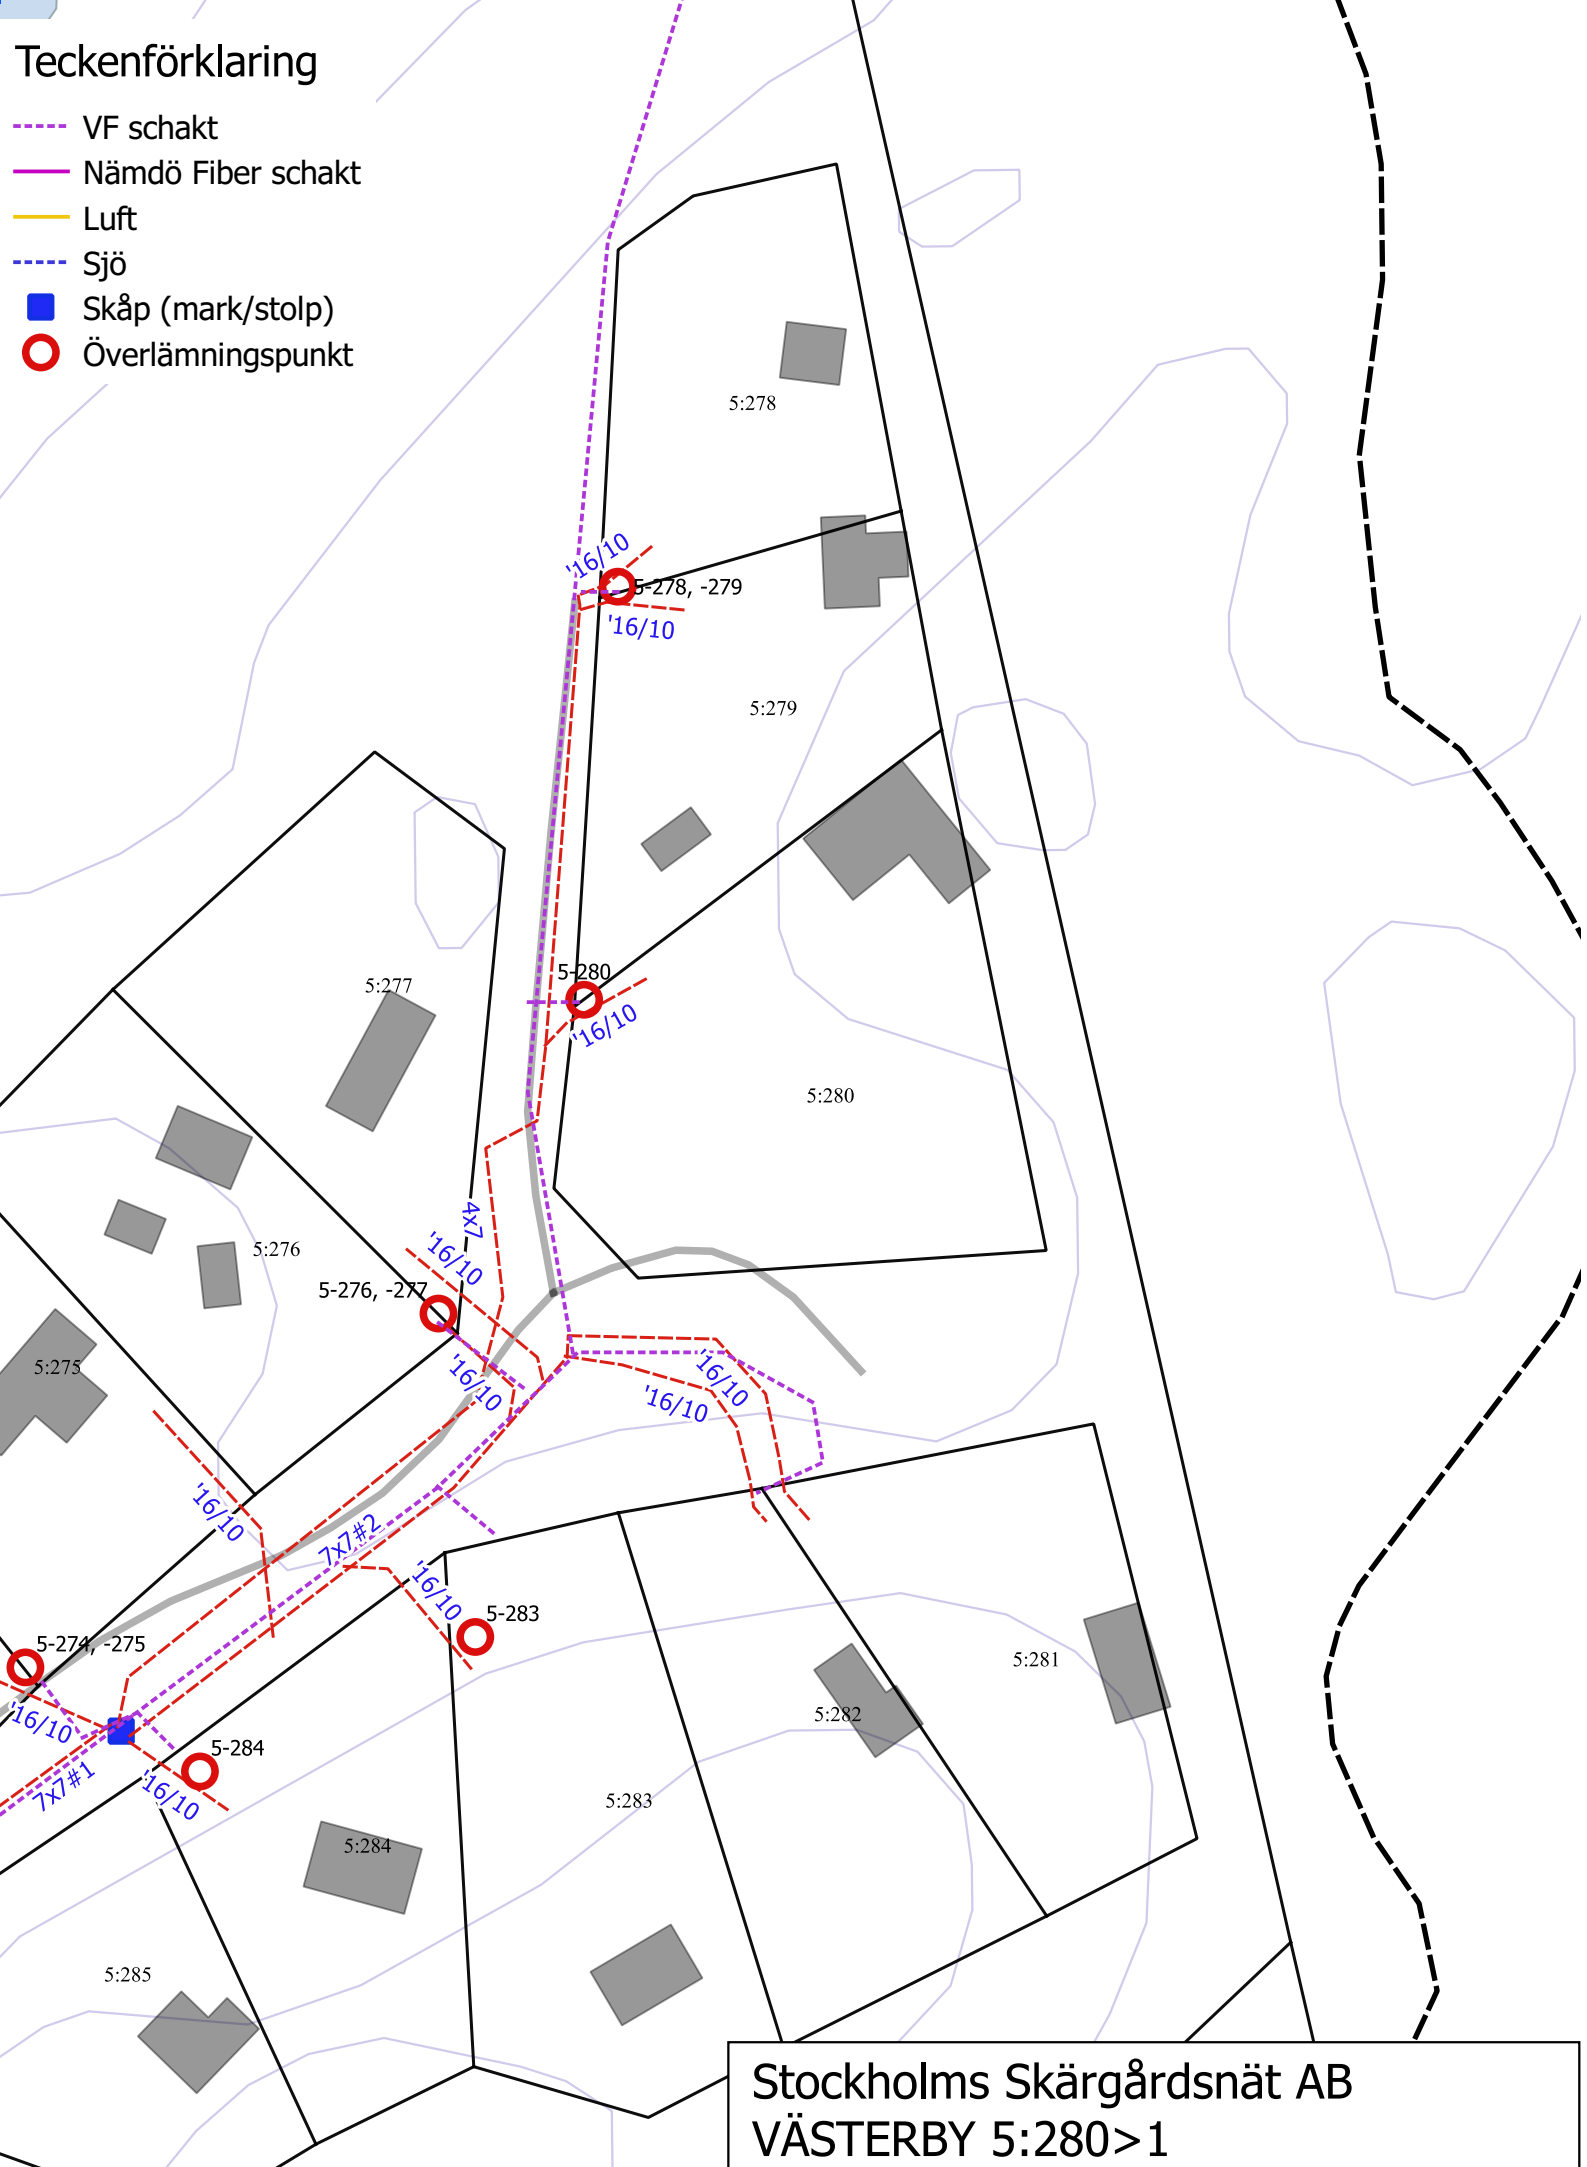 Teckenförklaring
VF schakt
Nämdö Fiber schakt
Luft
Sjö
Skåp (mark/stolp)
Överlämningspunkt
5:278
'16/10
5-278, -279
'16/10
5:279
5-280
5:277
'16/10
5:280
4x7
'16/10
5:276
5-276, -277
5:275
'16/10
'16/10
'16/10
'16/10
7x7#2
'16/10
5-283
5-274, -275
5:281
5:282
'16/10
5-284
7x7#1
'16/10
5:283
5:284
5:285
Stockholms Skärgårdsnät AB
VÄSTERBY 5:280>1